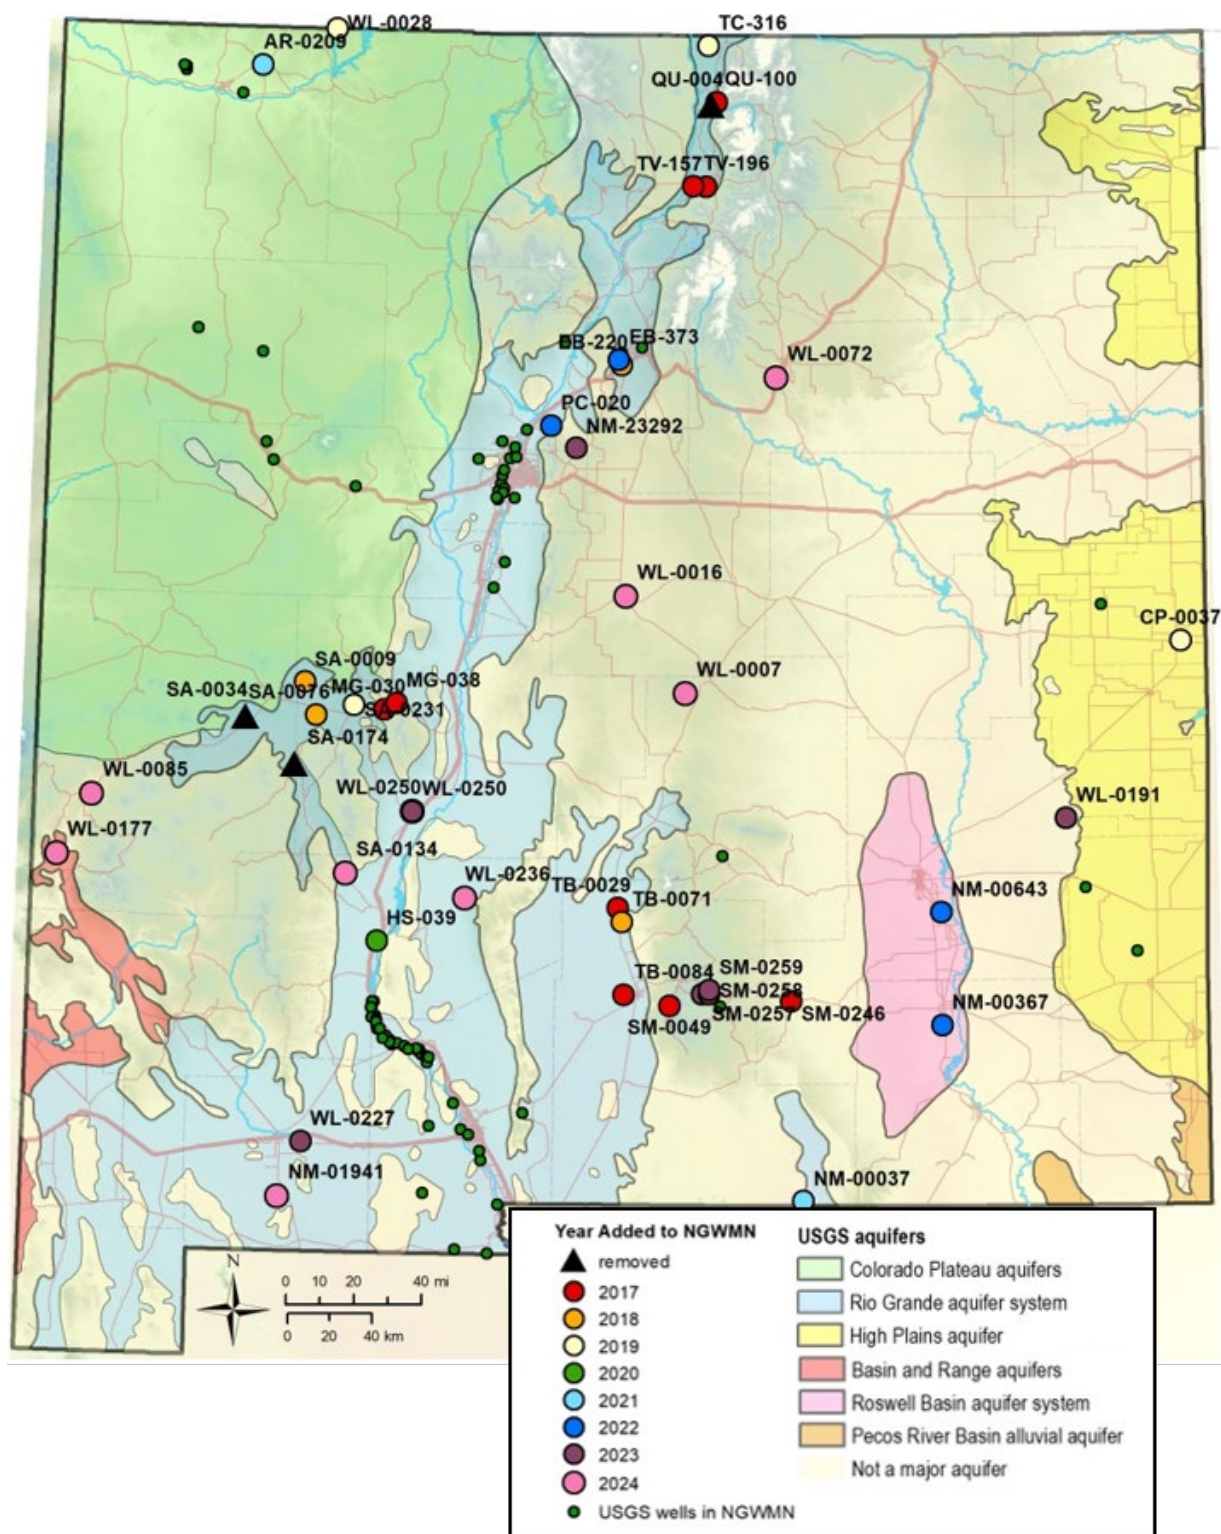 WL-0028
TC-316
AR-0209
QU-004
QU-100
TV-157
TV-196
EB-220
EB-373
WL-0072
PC-020
NM-23292
WL-0016
CP-0037
SA-0009
WL-0007
SA-0034
SA-0076
MG-030
MG-038
SA-0231
SA-0174
WL-0085
WL-0250
WL-0250
WL-0191
WL-0177
SA-0134
WL-0236
TB-0029
TB-0071
NM-00643
HS-039
TB-0084
SM-0259
SM-0258
SM-0257
SM-0246
SM-0049
NM-00367
WL-0227
NM-01941
NM-00037
N
0 10 20 40 mi
0 20 40 km
Year Added to NGWMN
removed
2017
2018
2019
2020
2021
2022
2023
2024
USGS wells in NGWMN
USGS aquifers
Colorado Plateau aquifers
Rio Grande aquifer system
High Plains aquifer
Basin and Range aquifers
Roswell Basin aquifer system
Pecos River Basin alluvial aquifer
Not a major aquifer